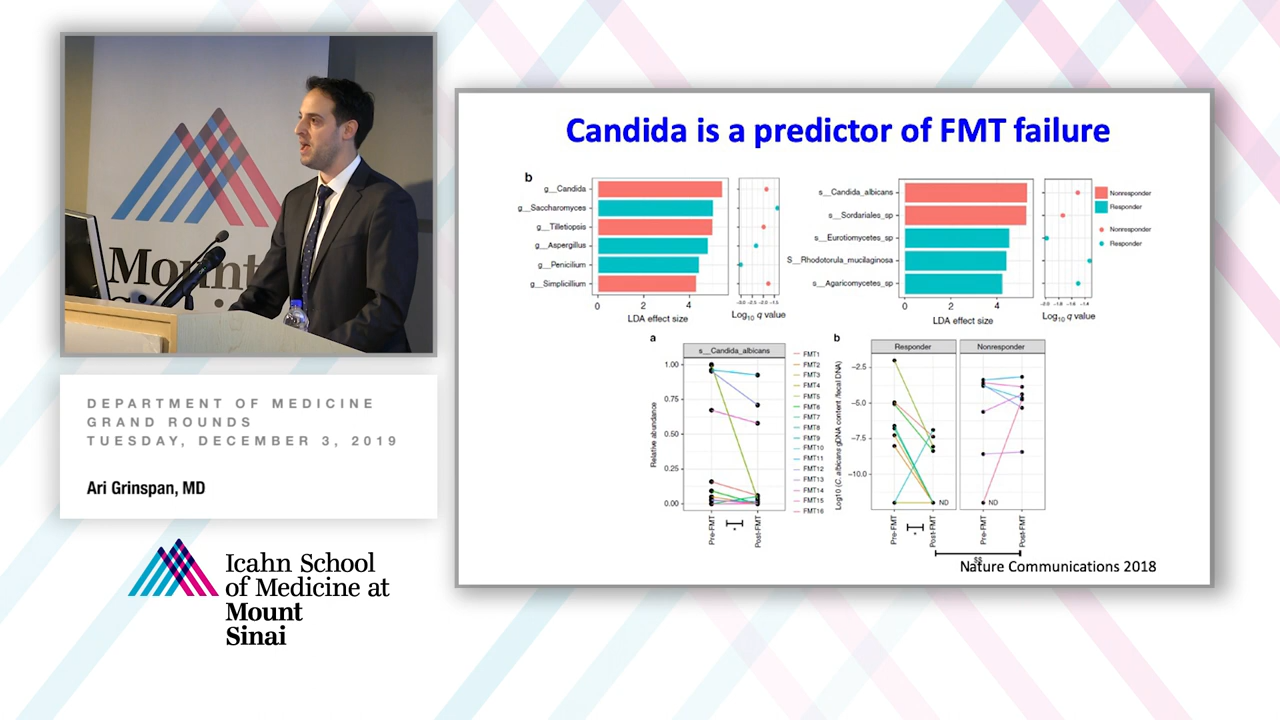 Mount
Sinai
DEPARTMENT OF MEDICINE
GRAND ROUNDS
TUESDAY, DECEMBER 3, 2019
Ari Grinspan, MD
Icahn School
of Medicine at
Mount
Sinai
Candida is a predictor of FMT failure
b
g__Candida
g__Saccharomyces
g__Tilletiopsis
g__Aspergillus
g__Penicilium
g__Simplicillium
0 2 4
LDA effect size
-3.0 -2.5 -2.0 -1.5
Log10 q value
s__Candida_albicans
s__Sordariales_sp
s__Eurotiomycetes_sp
S__Rhodotorula_mucilaginosa
s__Agaricomycetes_sp
0 2 4
LDA effect size
-2.0 -1.8 -1.6 -1.4
Log10 q value
Nonresponder
Responder
Nonresponder
Responder
a
s__Candida_albicans
Relative abundance
1.00
0.75
0.50
0.25
0.00
Pre-FMT
Post-FMT
*
FMT1
FMT2
FMT3
FMT4
FMT5
FMT6
FMT7
FMT8
FMT9
FMT10
FMT11
FMT12
FMT13
FMT14
FMT15
FMT16
b
Responder
Nonresponder
Log10 (C. albicans gDNA content /fecal DNA)
−2.5
−5.0
−7.5
−10.0
ND
ND
Pre-FMT
Post-FMT
Pre-FMT
Post-FMT
*
$$
Nature Communications 2018